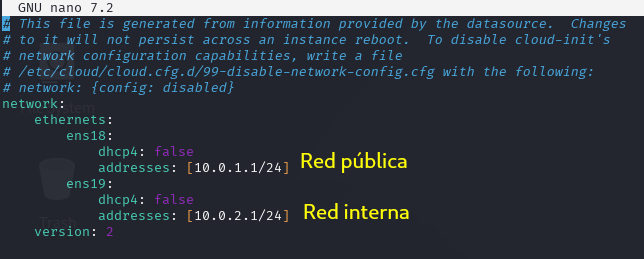 GNU nano 7.2
# This file is generated from information provided by the datasource.  Changes
# to it will not persist across an instance reboot.  To disable cloud-init's
# network configuration capabilities, write a file
# /etc/cloud/cloud.cfg.d/99-disable-network-config.cfg with the following:
# network: {config: disabled}
network:
    ethernets:
        ens18:
            dhcp4: false
            addresses: [10.0.1.1/24] Red pública
        ens19:
            dhcp4: false
            addresses: [10.0.2.1/24] Red interna
    version: 2
Trash